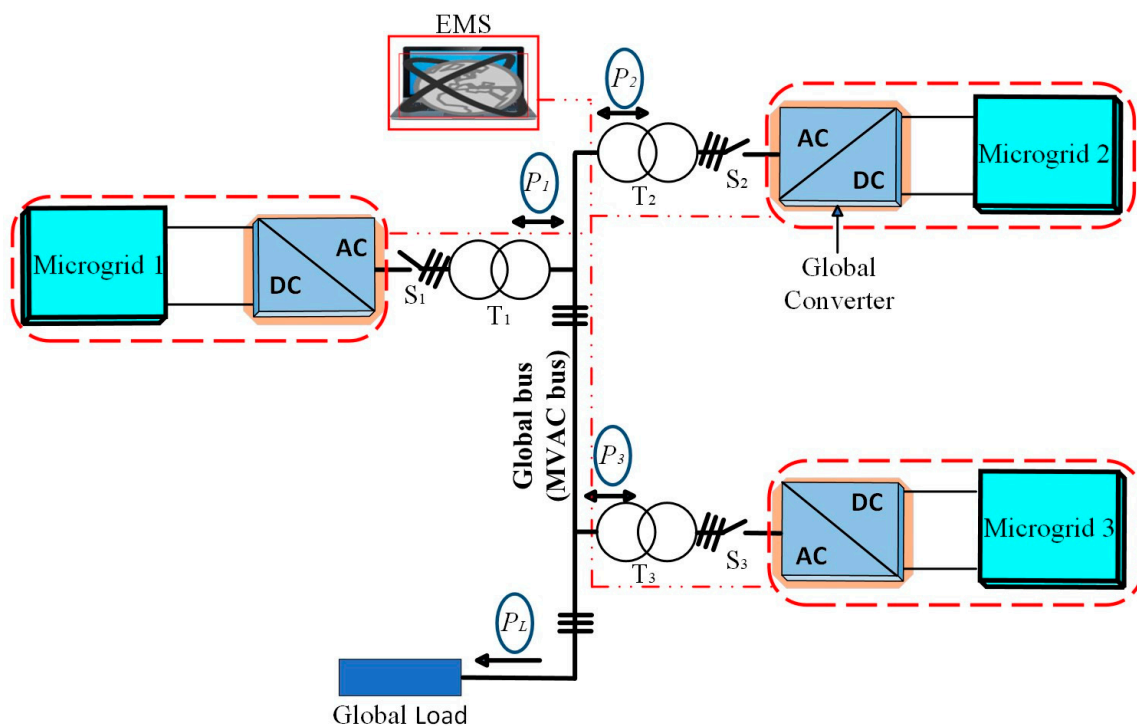 EMS
P2
AC
DC
Microgrid 2
S2
T2
P1
Global
Converter
Microgrid 1
AC
DC
S1
T1
Global bus
(MVAC bus)
P3
DC
AC
Microgrid 3
S3
T3
PL
Global Load